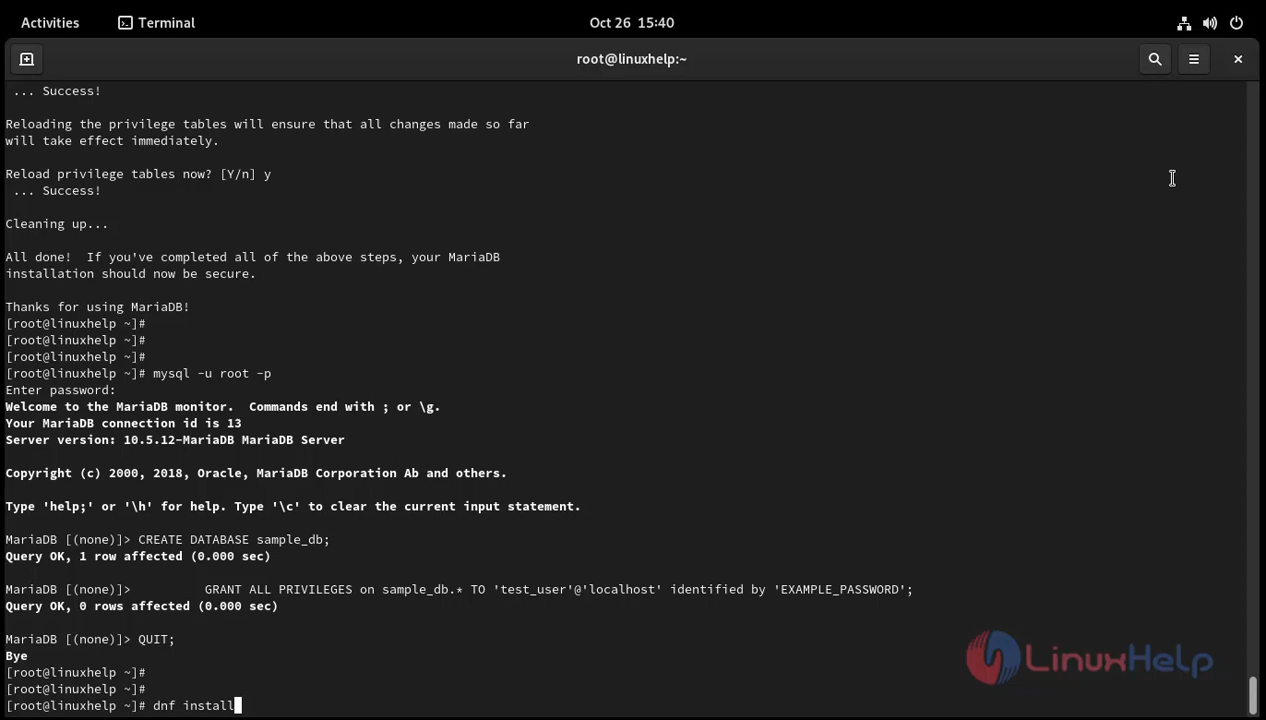 Activities
Terminal
Oct 26 15:40
root@linuxhelp:~
... Success!
Reloading the privilege tables will ensure that all changes made so far
will take effect immediately.
Reload privilege tables now? [Y/n] y
... Success!
Cleaning up...
All done!  If you've completed all of the above steps, your MariaDB
installation should now be secure.
Thanks for using MariaDB!
[root@linuxhelp ~]#
[root@linuxhelp ~]#
[root@linuxhelp ~]#
[root@linuxhelp ~]# mysql -u root -p
Enter password:
Welcome to the MariaDB monitor.  Commands end with ; or \g.
Your MariaDB connection id is 13
Server version: 10.5.12-MariaDB MariaDB Server
Copyright (c) 2000, 2018, Oracle, MariaDB Corporation Ab and others.
Type 'help;' or '\h' for help. Type '\c' to clear the current input statement.
MariaDB [(none)]> CREATE DATABASE sample_db;
Query OK, 1 row affected (0.000 sec)
MariaDB [(none)]>          GRANT ALL PRIVILEGES on sample_db.* TO 'test_user'@'localhost' identified by 'EXAMPLE_PASSWORD';
Query OK, 0 rows affected (0.000 sec)
MariaDB [(none)]> QUIT;
Bye
[root@linuxhelp ~]#
[root@linuxhelp ~]#
[root@linuxhelp ~]# dnf install
LinuxHelp